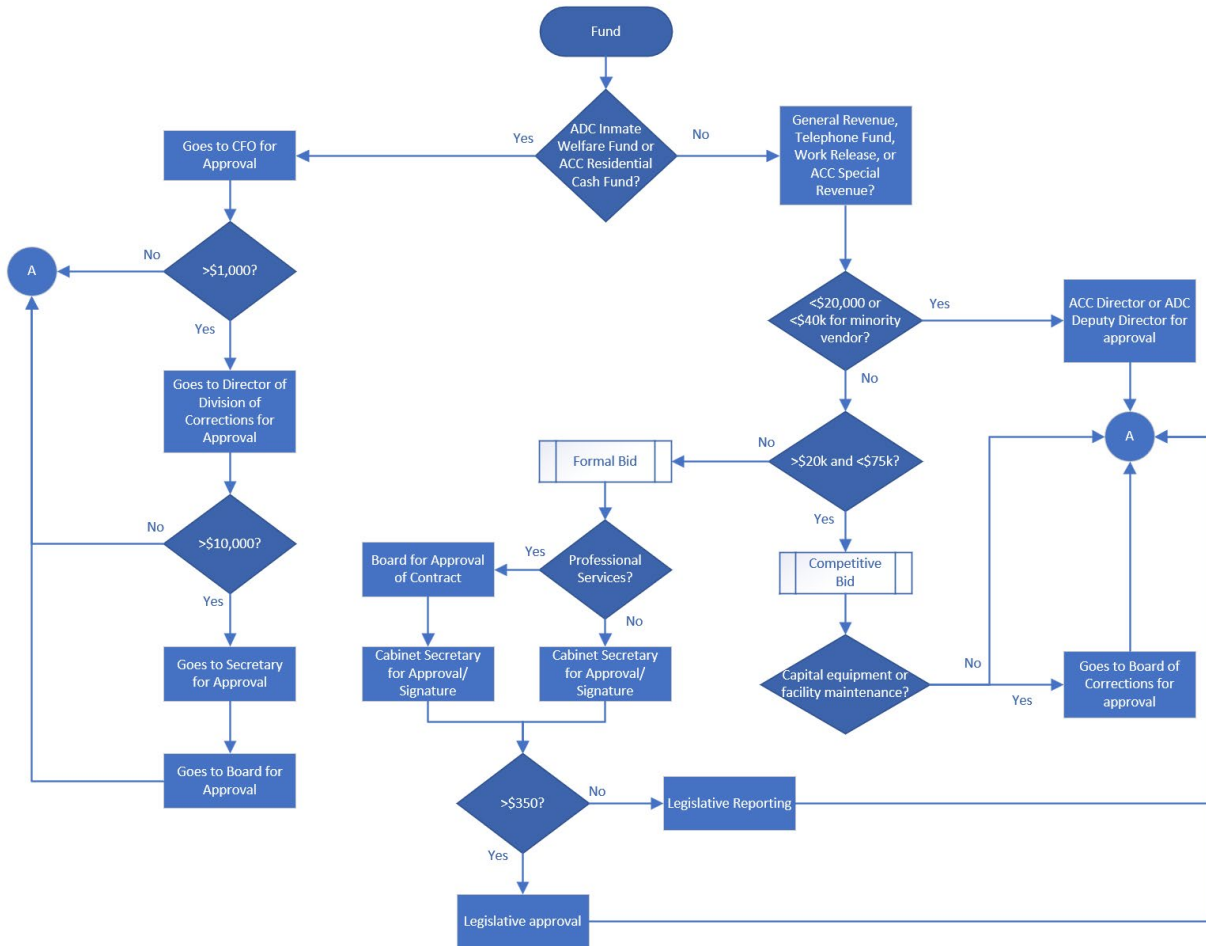 Fund
ADC Inmate
Welfare Fund or
ACC Residential
Cash Fund?
Yes
No
Goes to CFO for
Approval
General Revenue,
Telephone Fund,
Work Release, or
ACC Special
Revenue?
>$1,000?
No
A
Yes
Goes to Director of
Division of
Corrections for
Approval
>$10,000?
No
Yes
Goes to Secretary
for Approval
Goes to Board for
Approval
<$20,000 or
<$40k for minority
vendor?
Yes
ACC Director or ADC
Deputy Director for
approval
No
A
>$20k and <$75k?
No
Formal Bid
Yes
Competitive
Bid
Professional
Services?
Yes
Board for Approval
of Contract
No
Cabinet Secretary
for Approval/
Signature
Cabinet Secretary
for Approval/
Signature
Capital equipment or
facility maintenance?
No
Yes
Goes to Board of
Corrections for
approval
>$350?
No
Legislative Reporting
Yes
Legislative approval